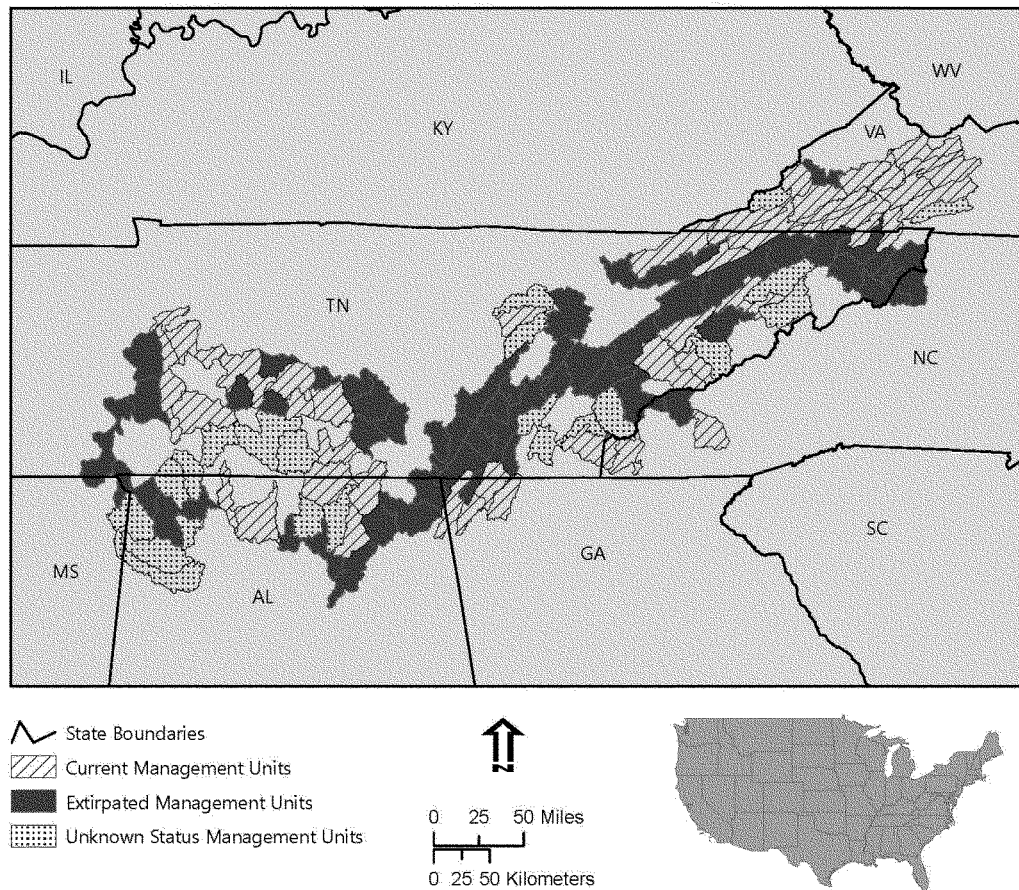 IL
WV
KY
VA
TN
NC
MS
AL
GA
SC
State Boundaries
Current Management Units
Extirpated Management Units
Unknown Status Management Units
N
0 25 50 Miles
0 25 50 Kilometers